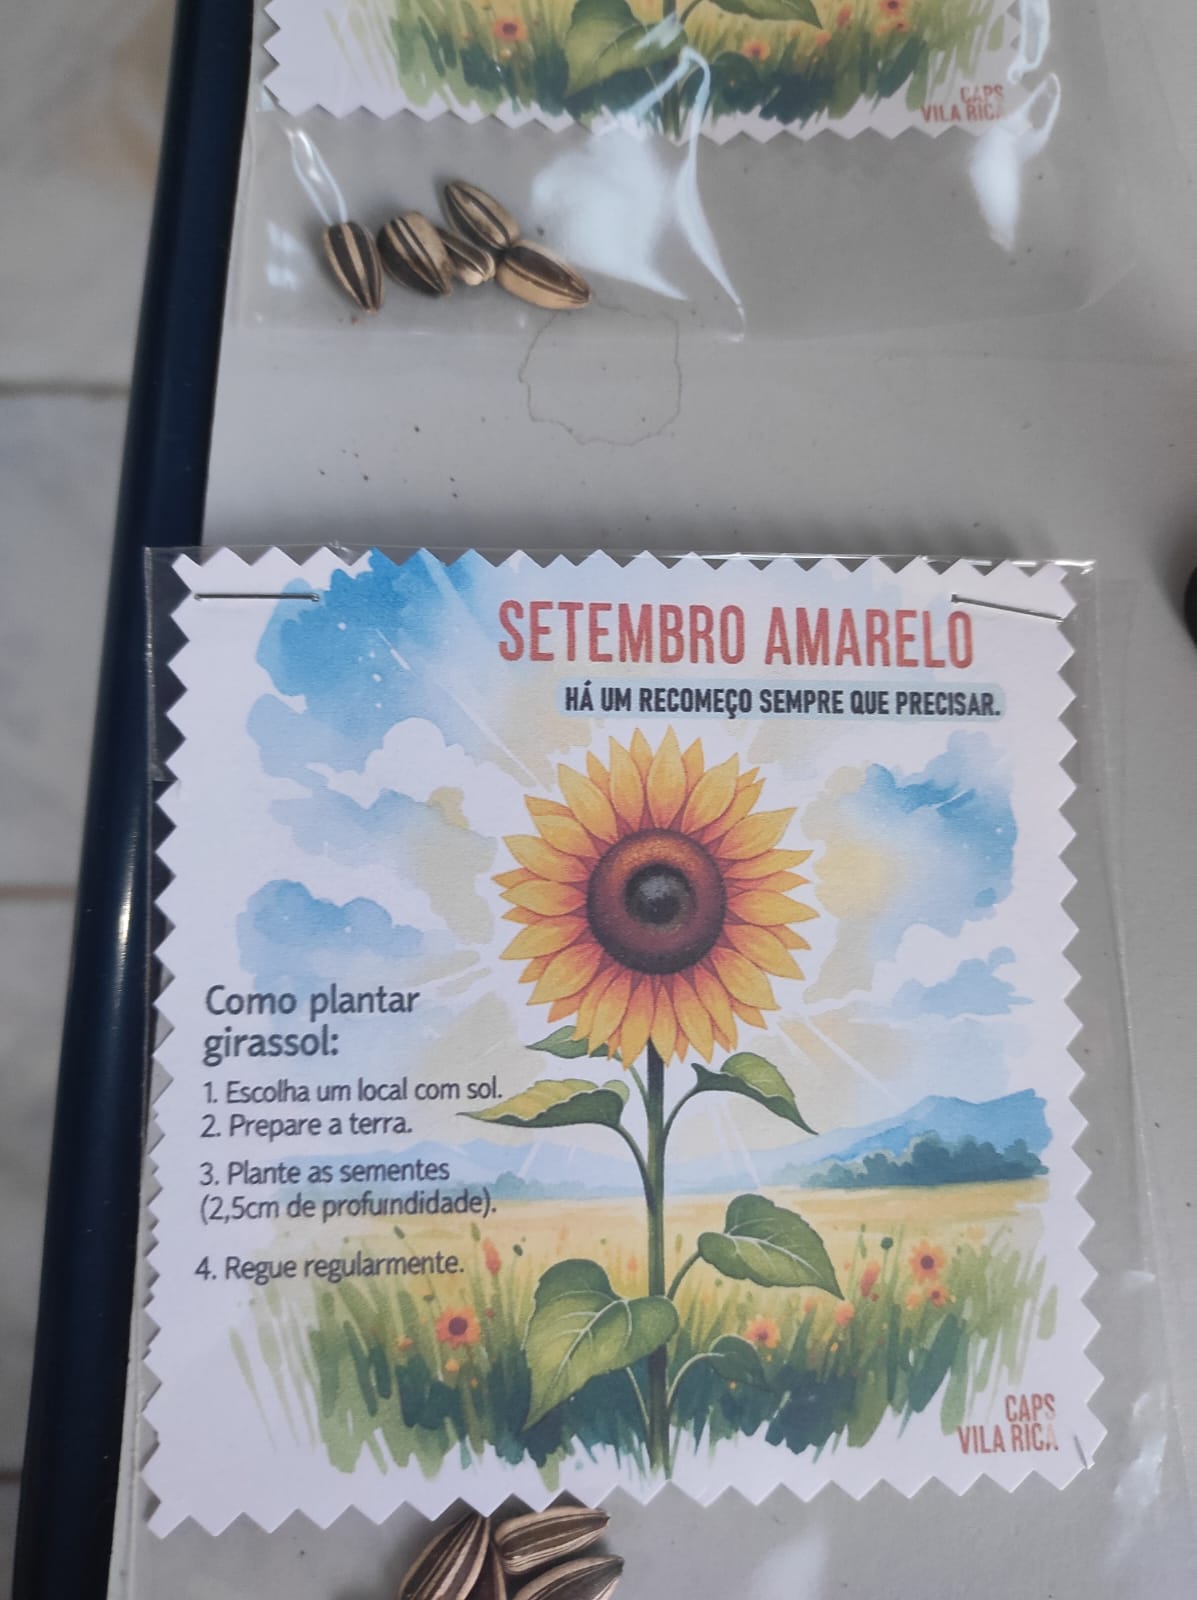 CAPS
VILA RICA
SETEMBRO AMARELO
HÁ UM RECOMEÇO SEMPRE QUE PRECISAR.
Como plantar
girassol:
1. Escolha um local com sol.
2. Prepare a terra.
3. Plante as sementes
(2,5cm de profundidade).
4. Regue regularmente.
CAPS
VILA RICA